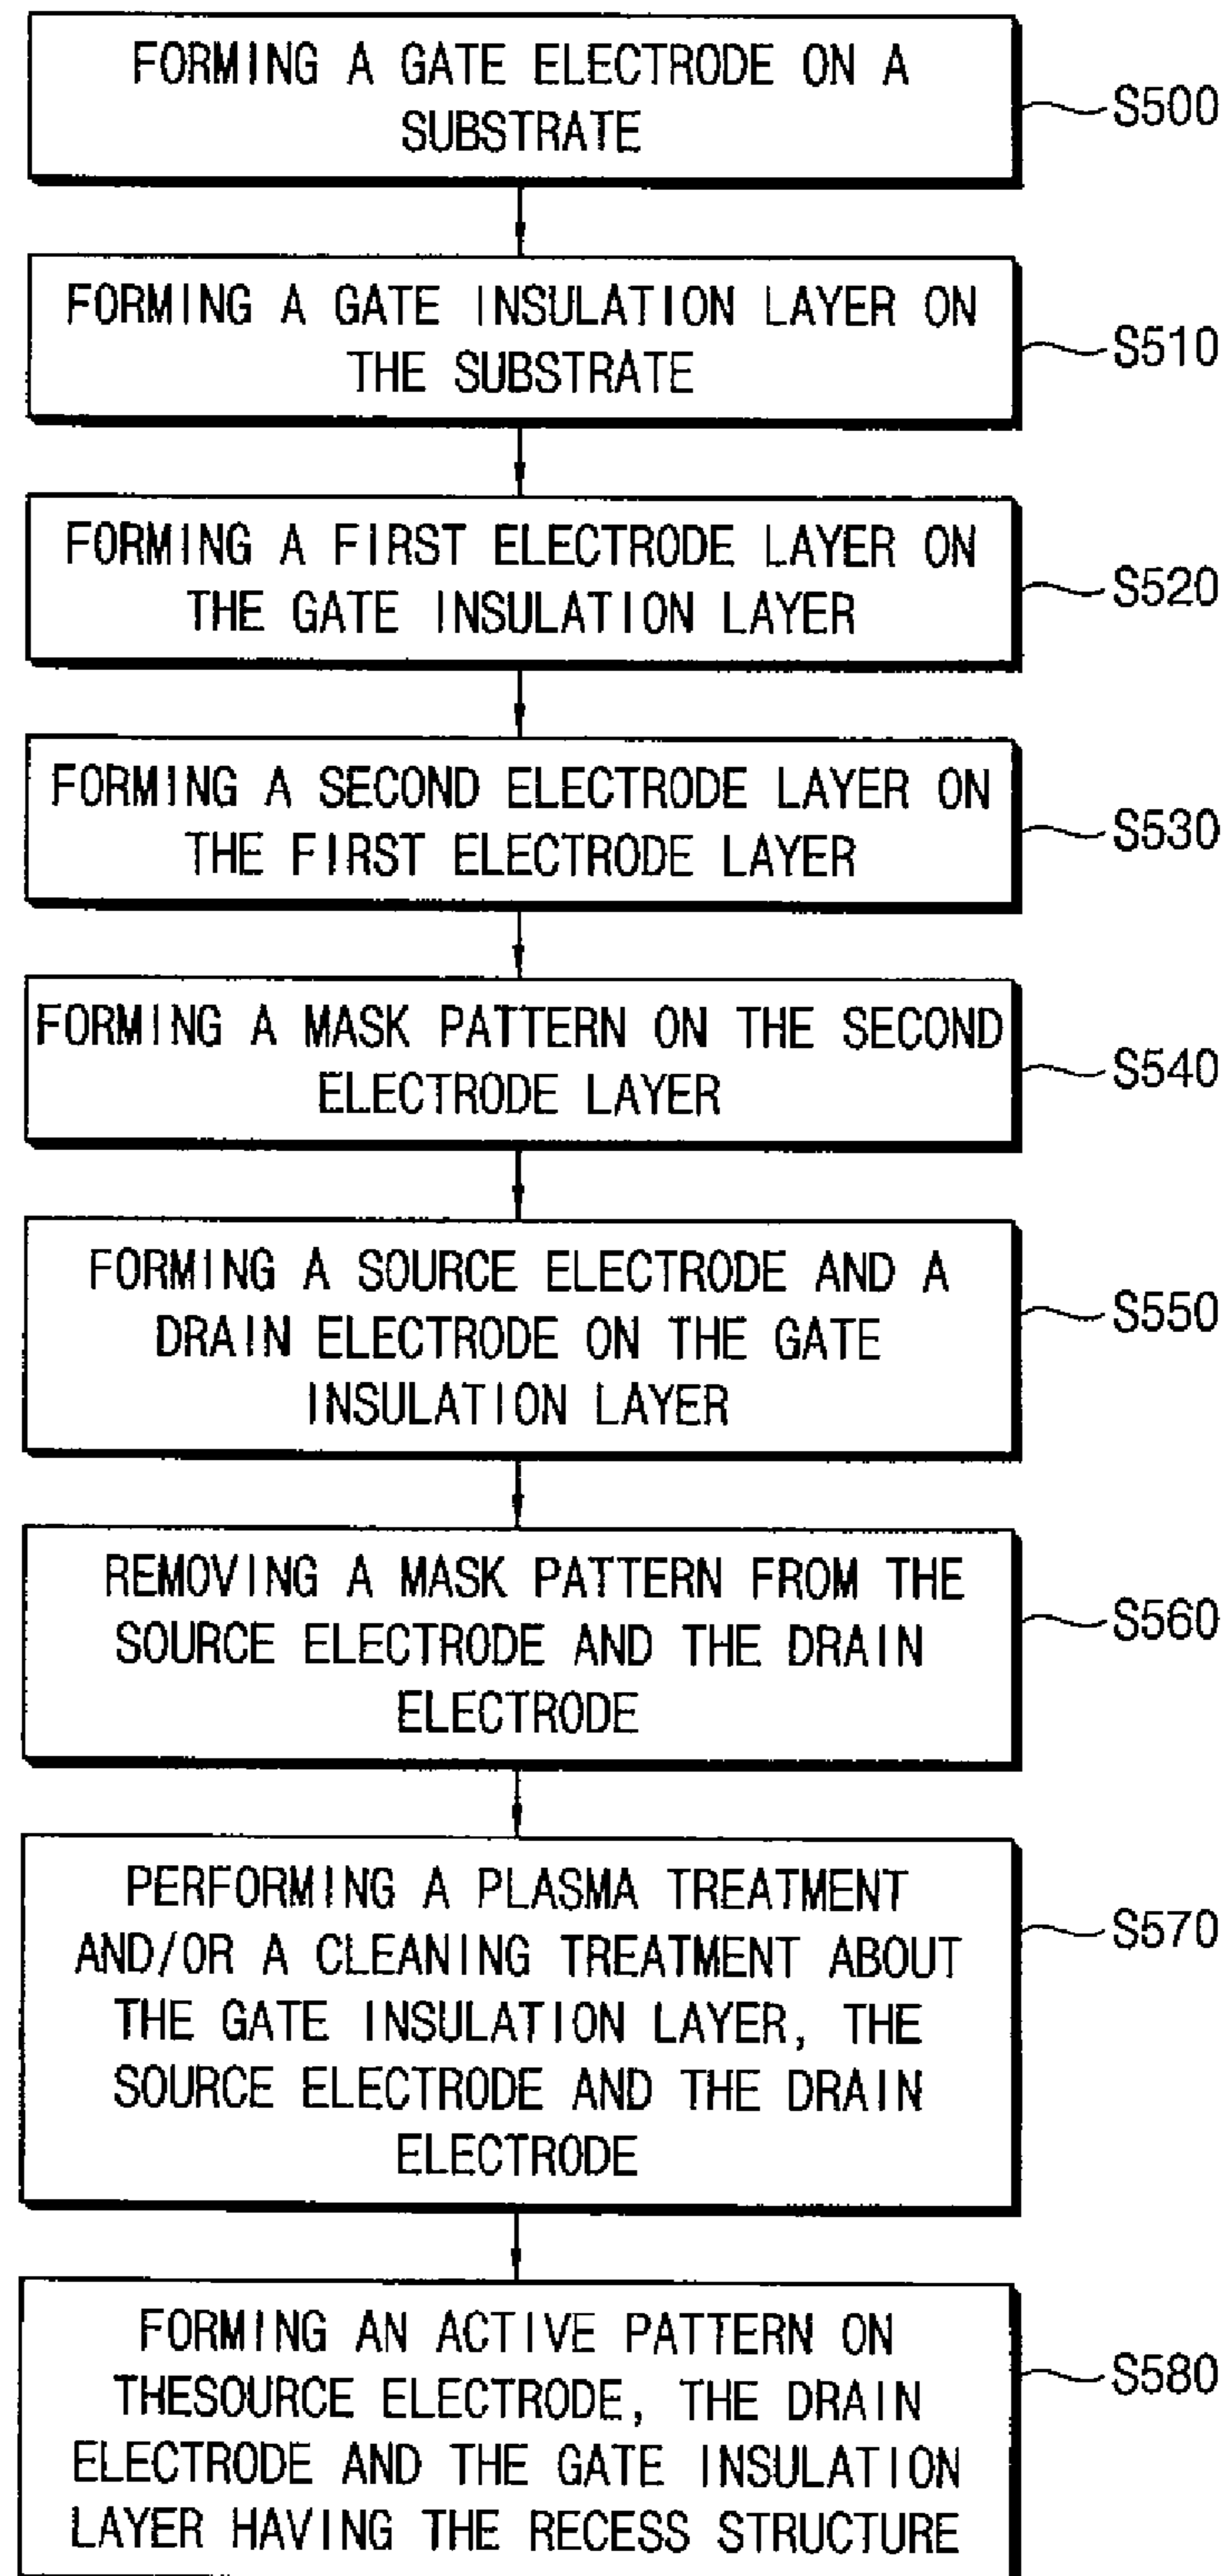 FORMING A GATE ELECTRODE ON A
SUBSTRATE
S500
FORMING A GATE INSULATION LAYER ON
THE SUBSTRATE
S510
FORMING A FIRST ELECTRODE LAYER ON
THE GATE INSULATION LAYER
S520
FORMING A SECOND ELECTRODE LAYER ON
THE FIRST ELECTRODE LAYER
S530
FORMING A MASK PATTERN ON THE SECOND
ELECTRODE LAYER
S540
FORMING A SOURCE ELECTRODE AND A
DRAIN ELECTRODE ON THE GATE
INSULATION LAYER
S550
REMOVING A MASK PATTERN FROM THE
SOURCE ELECTRODE AND THE DRAIN
ELECTRODE
S560
PERFORMING A PLASMA TREATMENT
AND/OR A CLEANING TREATMENT ABOUT
THE GATE INSULATION LAYER, THE
SOURCE ELECTRODE AND THE DRAIN
ELECTRODE
S570
FORMING AN ACTIVE PATTERN ON
THESOURCE ELECTRODE, THE DRAIN
ELECTRODE AND THE GATE INSULATION
LAYER HAVING THE RECESS STRUCTURE
S580